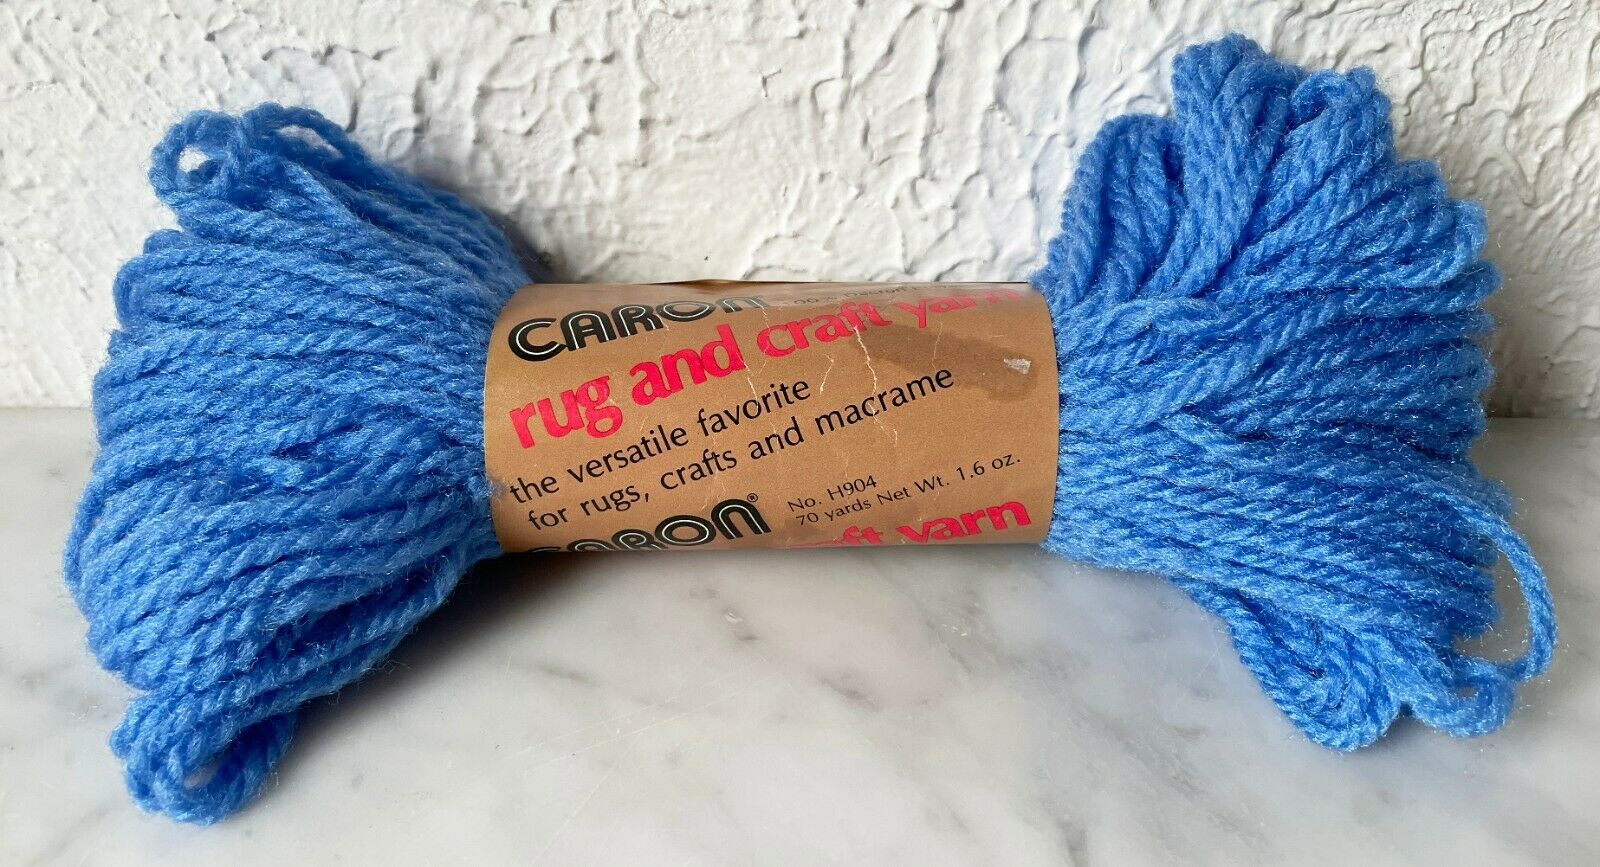 CARON
rug and craft yarn
the versatile favorite
for rugs, crafts and macrame
No. H904
70 yards Net Wt. 1.6 oz.
CARON®
craft yarn